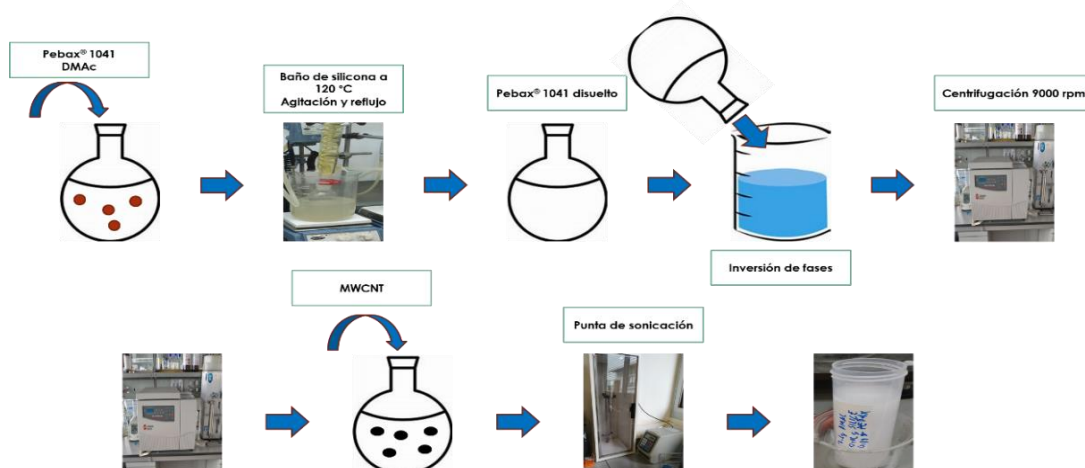 Pebax® 1041
DMAc
Baño de silicona a
120 °C
Agitación y reflujo
Pebax® 1041 disuelto
Centrifugación 9000 rpm
Inversión de fases
MWCNT
Punta de sonicación